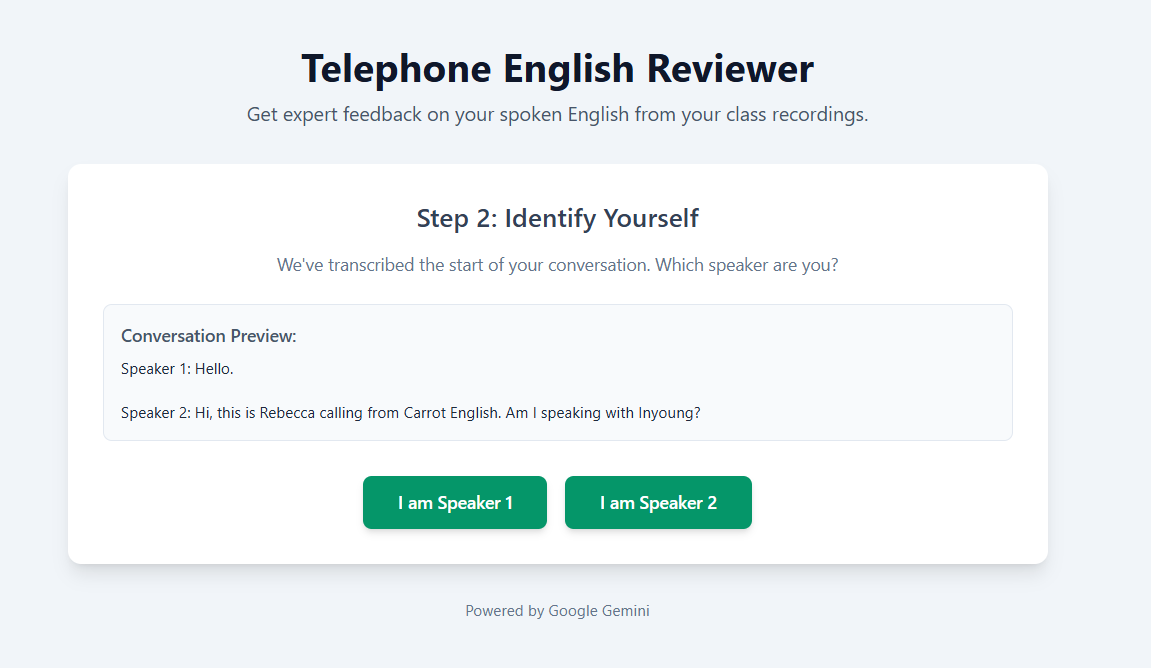 Telephone English Reviewer
Get expert feedback on your spoken English from your class recordings.
Step 2: Identify Yourself
We've transcribed the start of your conversation. Which speaker are you?
Conversation Preview:
Speaker 1: Hello.
Speaker 2: Hi, this is Rebecca calling from Carrot English. Am I speaking with Inyoung?
I am Speaker 1
I am Speaker 2
Powered by Google Gemini